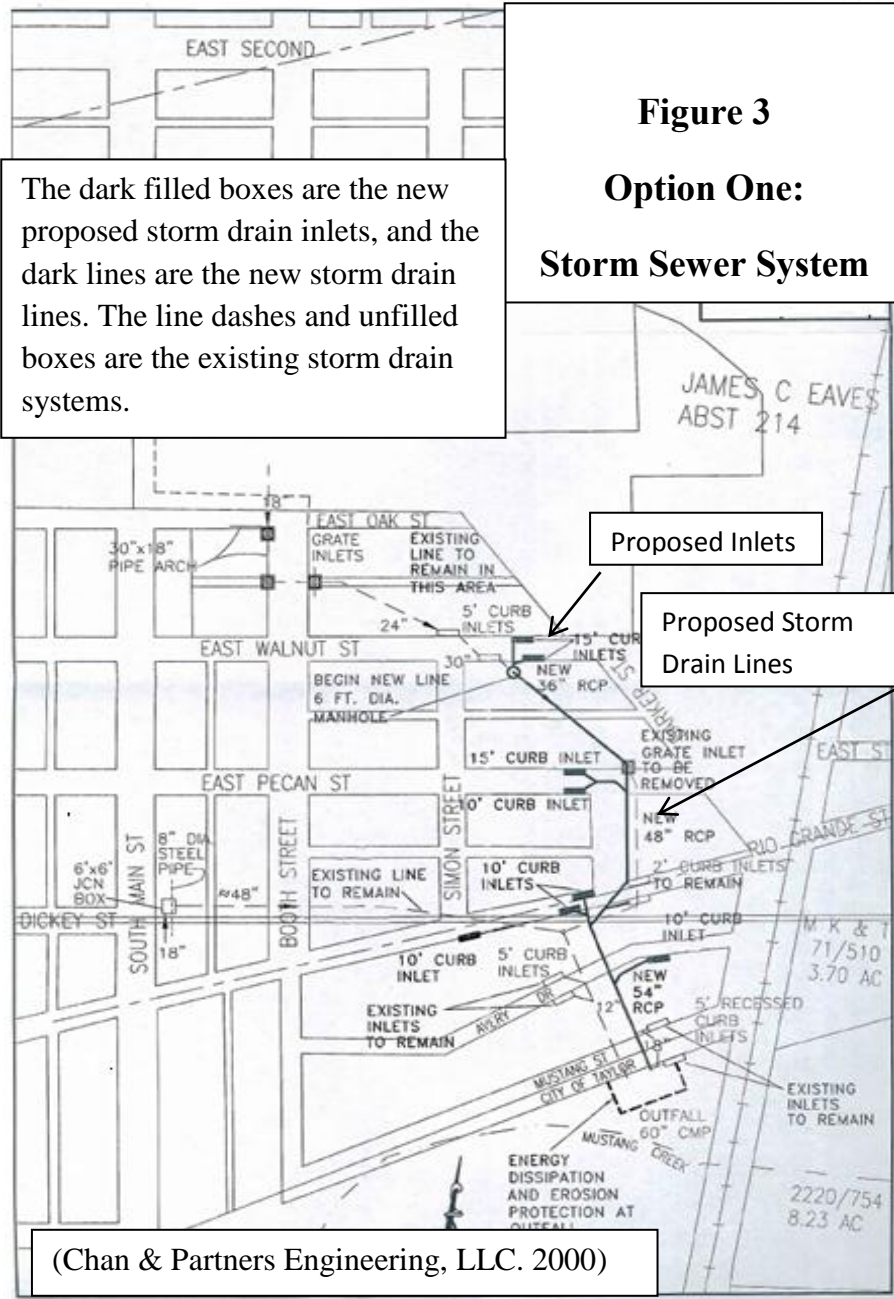 EAST SECOND
Figure 3
Option One:
Storm Sewer System
The dark filled boxes are the new
proposed storm drain inlets, and the
dark lines are the new storm drain
lines. The line dashes and unfilled
boxes are the existing storm drain
systems.
JAMES C EAVES
ABST 214
18"
EAST OAK ST
30"x18"
PIPE ARCH
GRATE
INLETS
EXISTING
LINE TO
REMAIN IN
THIS AREA
Proposed Inlets
24"
5' CURB
INLETS
15' CUR
INLETS
Proposed Storm
Drain Lines
EAST WALNUT ST
30"
NEW
36" RCP
BEGIN NEW LINE
6 FT. DIA.
MANHOLE
ARKER ST
EXISTING
GRATE INLET
TO BE
REMOVED
EAST ST
15' CURB INLET
EAST PECAN ST
10' CURB INLET
NEW
48" RCP
RIO GRANDE ST
SOUTH MAIN ST
BOOTH STREET
SIMON STREET
8" DIA
STEEL
PIPE
6'x6'
JCN
BOX
≈48"
EXISTING LINE
TO REMAIN
10' CURB
INLETS
2' CURB INLETS
TO REMAIN
DICKEY ST
18"
10' CURB
INLET
10' CURB
INLET
5' CURB
INLETS
M K & T
71/510
3.70 AC
NEW
54"
RCP
EXISTING
INLETS
TO REMAIN
AVERY DR
12"
5' RECESSED
CURB
INLETS
MUSTANG ST
CITY OF TAYLOR
EXISTING
INLETS
TO REMAIN
OUTFALL
60" CMP
MUSTANG CREEK
ENERGY
DISSIPATION
AND EROSION
PROTECTION AT
OUTFALL
2220/754
8.23 AC
(Chan & Partners Engineering, LLC. 2000)